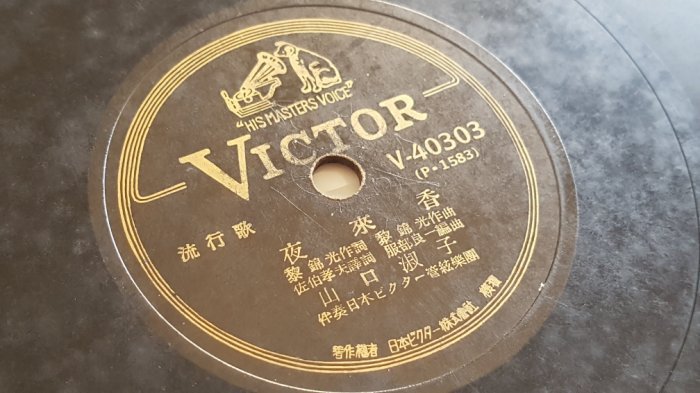 "HIS MASTERS VOICE"
VICTOR
V-40303
(P・1583)
流行歌
夜來香
黎錦光作詞 黎錦光作曲
佐伯孝夫譯詞 服部良一編曲
山口淑子
伴奏日本ビクター管絃樂團
著作権者 日本ビクター株式會社 横濱